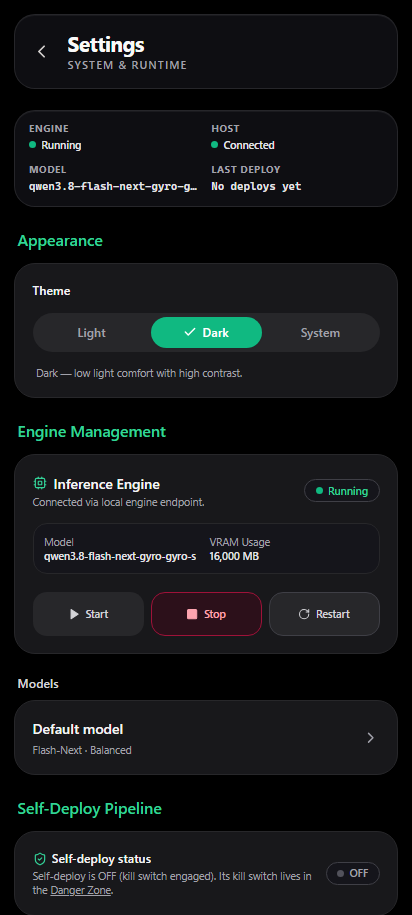 Settings
SYSTEM & RUNTIME
ENGINE
Running
HOST
Connected
MODEL
qwen3.8-flash-next-gyro-g…
LAST DEPLOY
No deploys yet
Appearance
Theme
Light
Dark
System
Dark — low light comfort with high contrast.
Engine Management
Inference Engine
Connected via local engine endpoint.
Running
Model
qwen3.8-flash-next-gyro-gyro-s
VRAM Usage
16,000 MB
Start
Stop
Restart
Models
Default model
Flash-Next · Balanced
Self-Deploy Pipeline
Self-deploy status
Self-deploy is OFF (kill switch engaged). Its kill switch lives in
the Danger Zone.
OFF